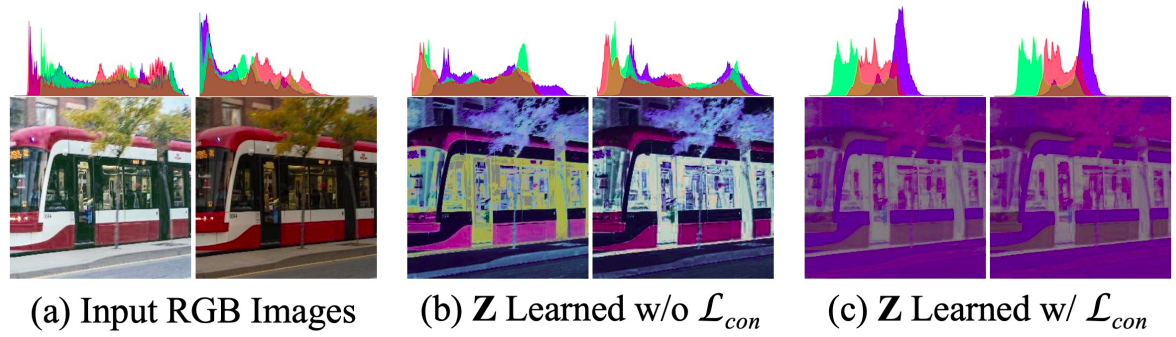 (a) Input RGB Images
(b) Z Learned w/o ℒcon
(c) Z Learned w/ ℒcon